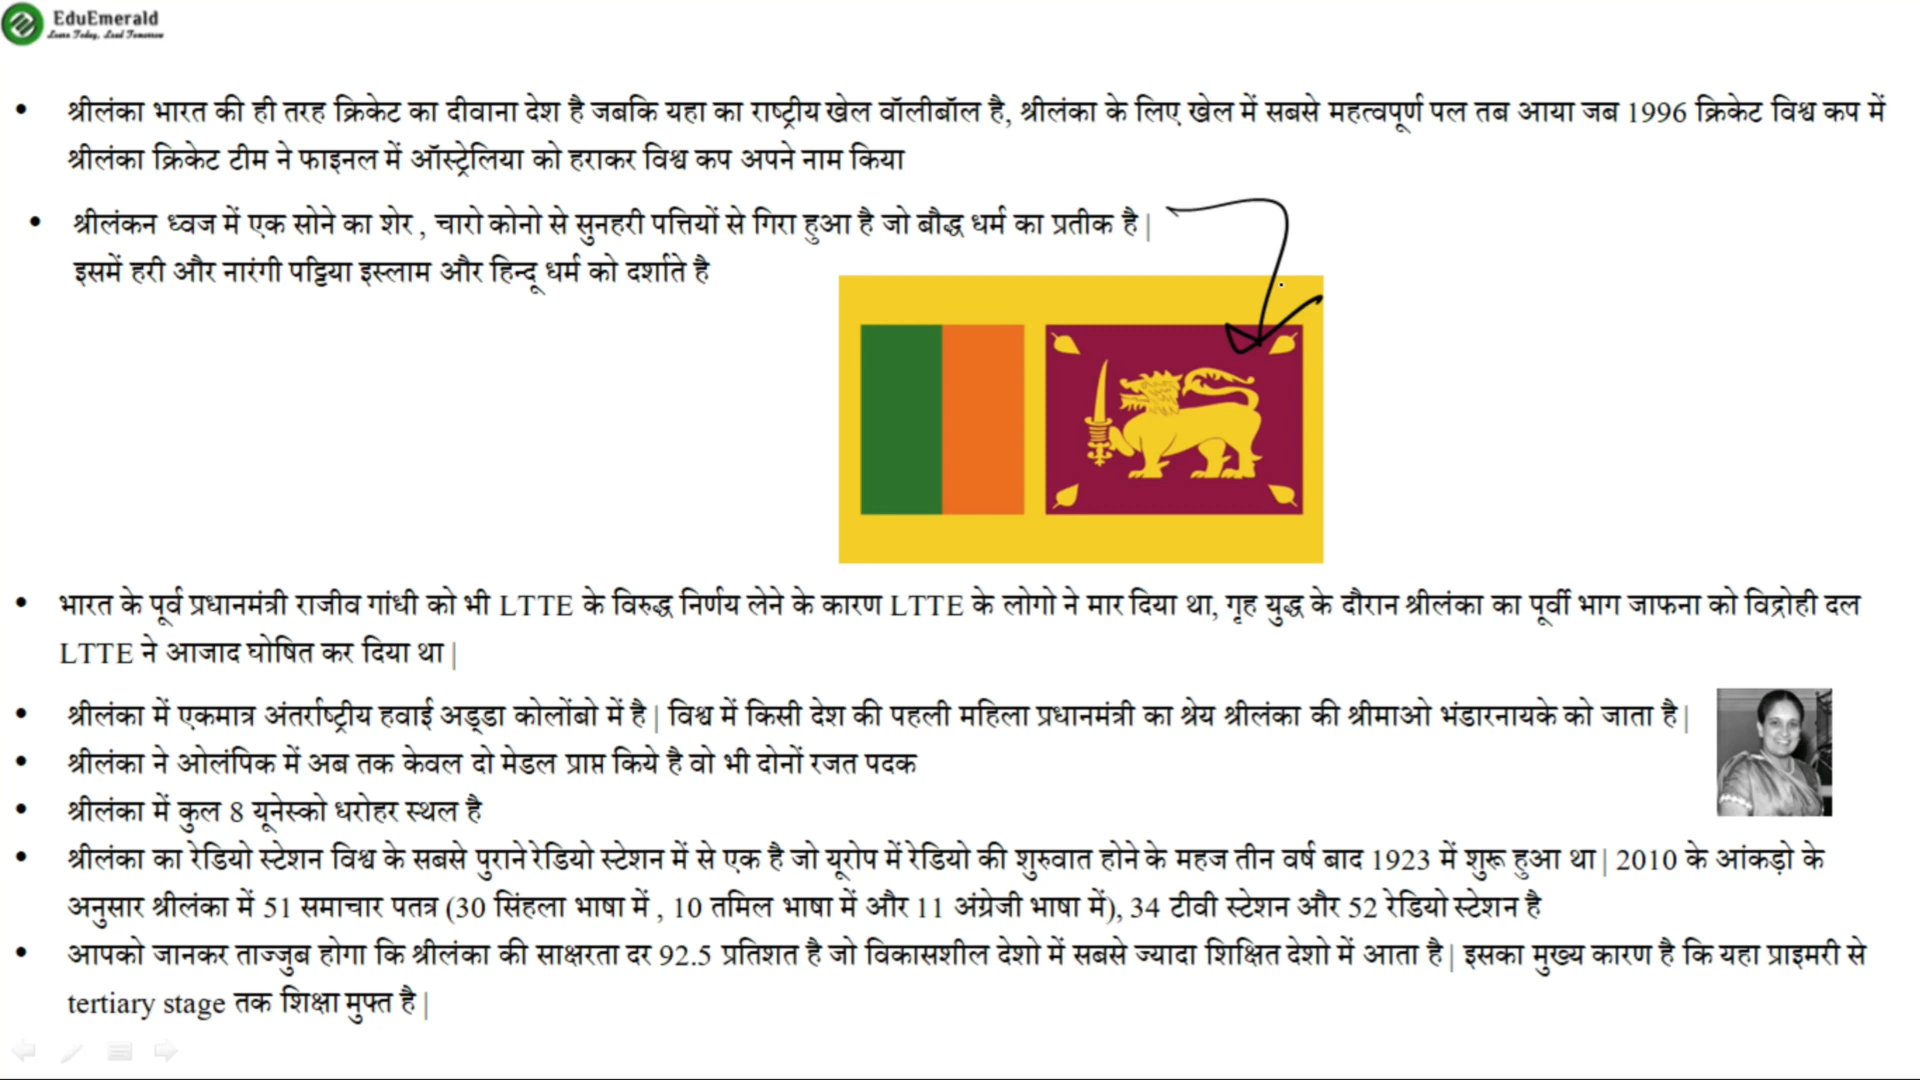 EduEmerald
Learn Today, Lead Tomorrow
• श्रीलंका भारत की ही तरह क्रिकेट का दीवाना देश है जबकि यहा का राष्ट्रीय खेल वॉलीबॉल है, श्रीलंका के लिए खेल में सबसे महत्वपूर्ण पल तब आया जब 1996 क्रिकेट विश्व कप में
श्रीलंका क्रिकेट टीम ने फाइनल में ऑस्ट्रेलिया को हराकर विश्व कप अपने नाम किया
• श्रीलंकन ध्वज में एक सोने का शेर , चारो कोनो से सुनहरी पत्तियों से गिरा हुआ है जो बौद्ध धर्म का प्रतीक है |
इसमें हरी और नारंगी पट्टिया इस्लाम और हिन्दू धर्म को दर्शाते है
• भारत के पूर्व प्रधानमंत्री राजीव गांधी को भी LTTE के विरुद्ध निर्णय लेने के कारण LTTE के लोगो ने मार दिया था, गृह युद्ध के दौरान श्रीलंका का पूर्वी भाग जाफना को विद्रोही दल
LTTE ने आजाद घोषित कर दिया था |
• श्रीलंका में एकमात्र अंतर्राष्ट्रीय हवाई अड्डा कोलोंबो में है | विश्व में किसी देश की पहली महिला प्रधानमंत्री का श्रेय श्रीलंका की श्रीमाओ भंडारनायके को जाता है |
• श्रीलंका ने ओलंपिक में अब तक केवल दो मेडल प्राप्त किये है वो भी दोनों रजत पदक
• श्रीलंका में कुल 8 यूनेस्को धरोहर स्थल है
• श्रीलंका का रेडियो स्टेशन विश्व के सबसे पुराने रेडियो स्टेशन में से एक है जो यूरोप में रेडियो की शुरुवात होने के महज तीन वर्ष बाद 1923 में शुरू हुआ था | 2010 के आंकड़ो के
अनुसार श्रीलंका में 51 समाचार पतत्र (30 सिंहला भाषा में , 10 तमिल भाषा में और 11 अंग्रेजी भाषा में), 34 टीवी स्टेशन और 52 रेडियो स्टेशन है
• आपको जानकर ताज्जुब होगा कि श्रीलंका की साक्षरता दर 92.5 प्रतिशत है जो विकासशील देशो में सबसे ज्यादा शिक्षित देशो में आता है | इसका मुख्य कारण है कि यहा प्राइमरी से
tertiary stage तक शिक्षा मुफ्त है |